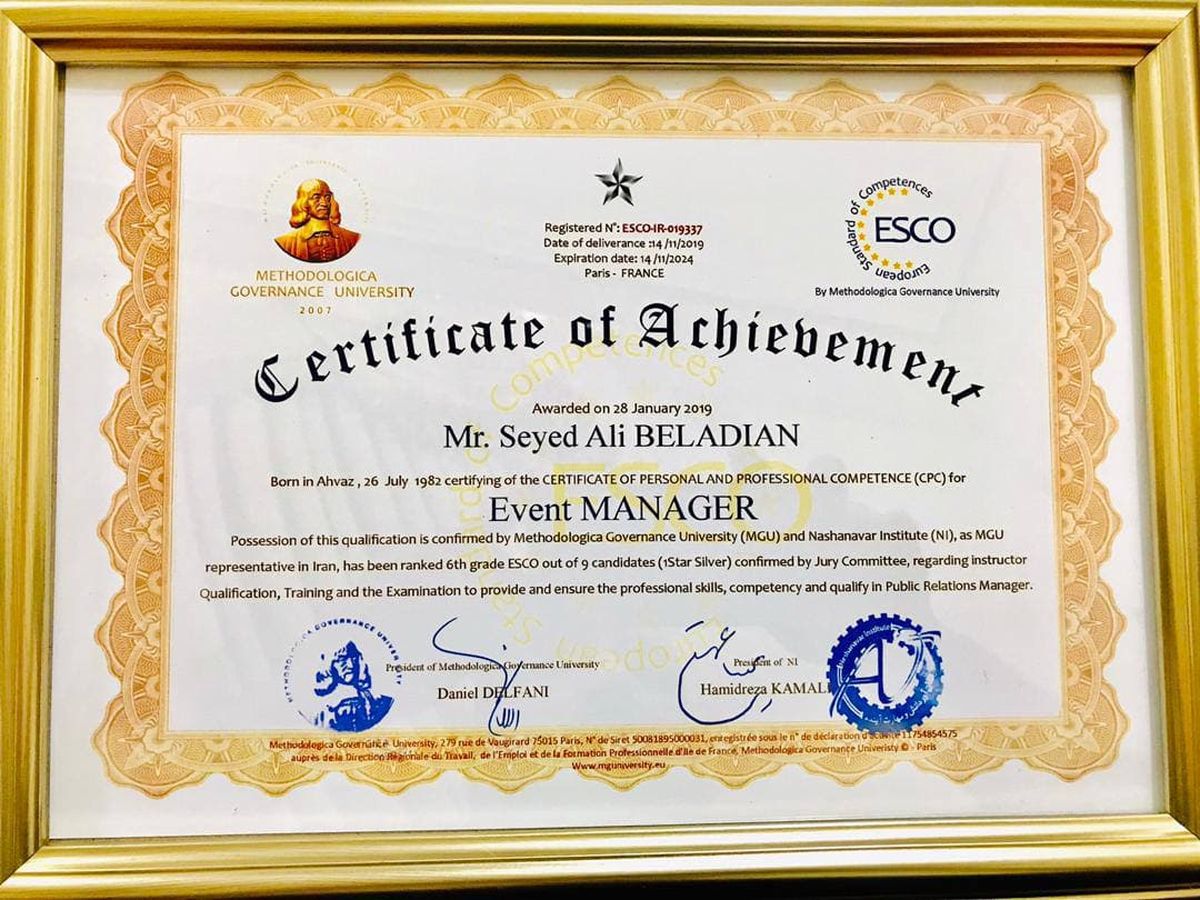 METHODOLOGICA
GOVERNANCE UNIVERSITY
2007
Registered N°: ESCO-IR-019337
Date of deliverance :14 /11/2019
Expiration date: 14 /11/2024
Paris - FRANCE
European Standard of Competences
ESCO
By Methodologica Governance University
Certificate of Achievement
Awarded on 28 January 2019
Mr. Seyed Ali BELADIAN
Born in Ahvaz , 26 July 1982 certifying of the CERTIFICATE OF PERSONAL AND PROFESSIONAL COMPETENCE (CPC) for
Event MANAGER
Possession of this qualification is confirmed by Methodologica Governance University (MGU) and Nashanavar Institute (NI), as MGU
representative in Iran, has been ranked 6th grade ESCO out of 9 candidates (1Star Silver) confirmed by Jury Committee, regarding instructor
Qualification, Training and the Examination to provide and ensure the professional skills, competency and qualify in Public Relations Manager.
METHODOLOGICA GOVERNANCE UNIVERSITY
President of Methodologica Governance University
Daniel DELFANI
President of NI
Hamidreza KAMALI
Nashanavar Institute
Methodologica Governance University, 279 rue de Vaugirard 75015 Paris, N° de Siret 50081895000031, enregistrée sous le n° de déclaration 11754854575
auprès de la Direction Régionale du Travail, de l'Emploi et de la Formation Professionnelle d'Ile de France, Methodologica Governance Univeristy © - Paris
Www.mguniversity.eu